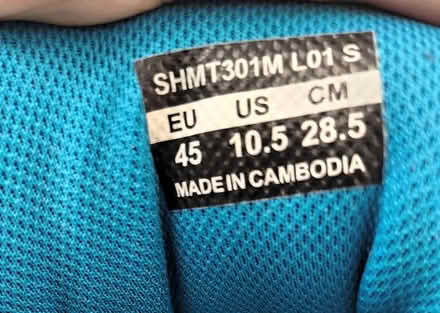 SHMT301M L01 S
EU US CM
45 10.5 28.5
MADE IN CAMBODIA